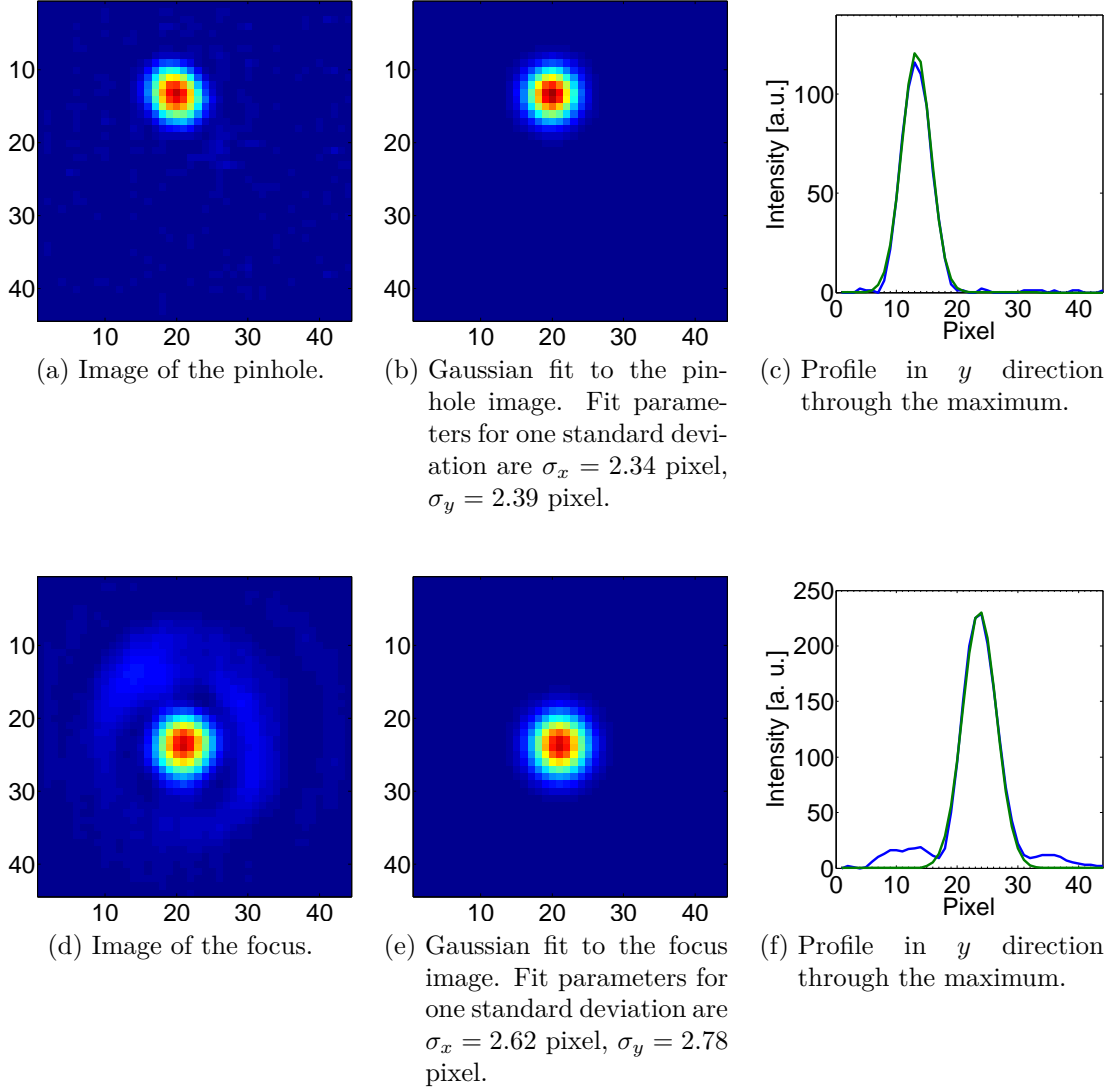 10
20
30
40
10 20 30 40
(a) Image of the pinhole.
10
20
30
40
10 20 30 40
(b) Gaussian fit to the pin-
hole image. Fit parame-
ters for one standard devi-
ation are σx = 2.34 pixel,
σy = 2.39 pixel.
Intensity [a.u.]
100
50
0
0 10 20 30 40
Pixel
(c) Profile in y direction
through the maximum.
10
20
30
40
10 20 30 40
(d) Image of the focus.
10
20
30
40
10 20 30 40
(e) Gaussian fit to the focus
image. Fit parameters for
one standard deviation are
σx = 2.62 pixel, σy = 2.78
pixel.
Intensity [a. u.]
250
200
150
100
50
0
0 10 20 30 40
Pixel
(f) Profile in y direction
through the maximum.